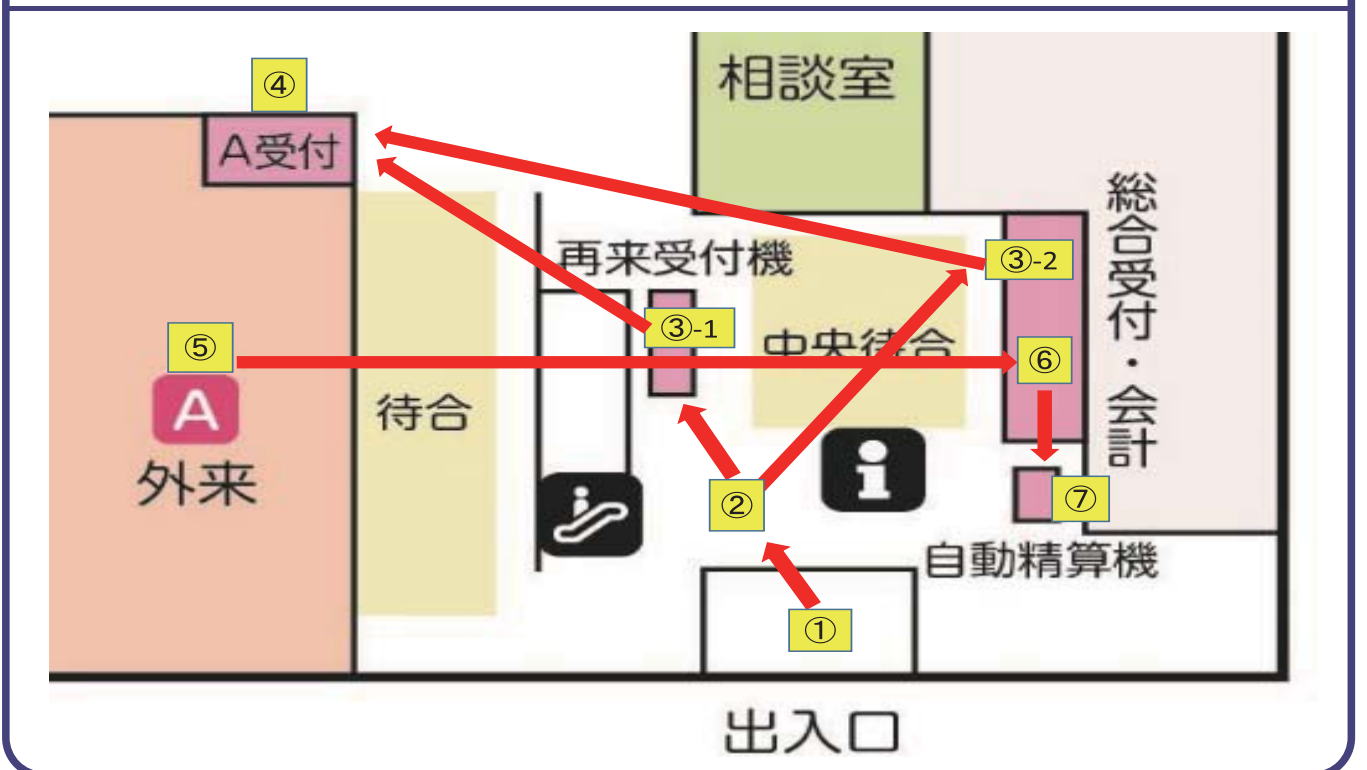 ④
相談室
A受付
総合受付・会計
再来受付機
③-2
③-1
中央待合
⑤
⑥
A
待合
外来
i
②
⑦
自動精算機
①
出入口